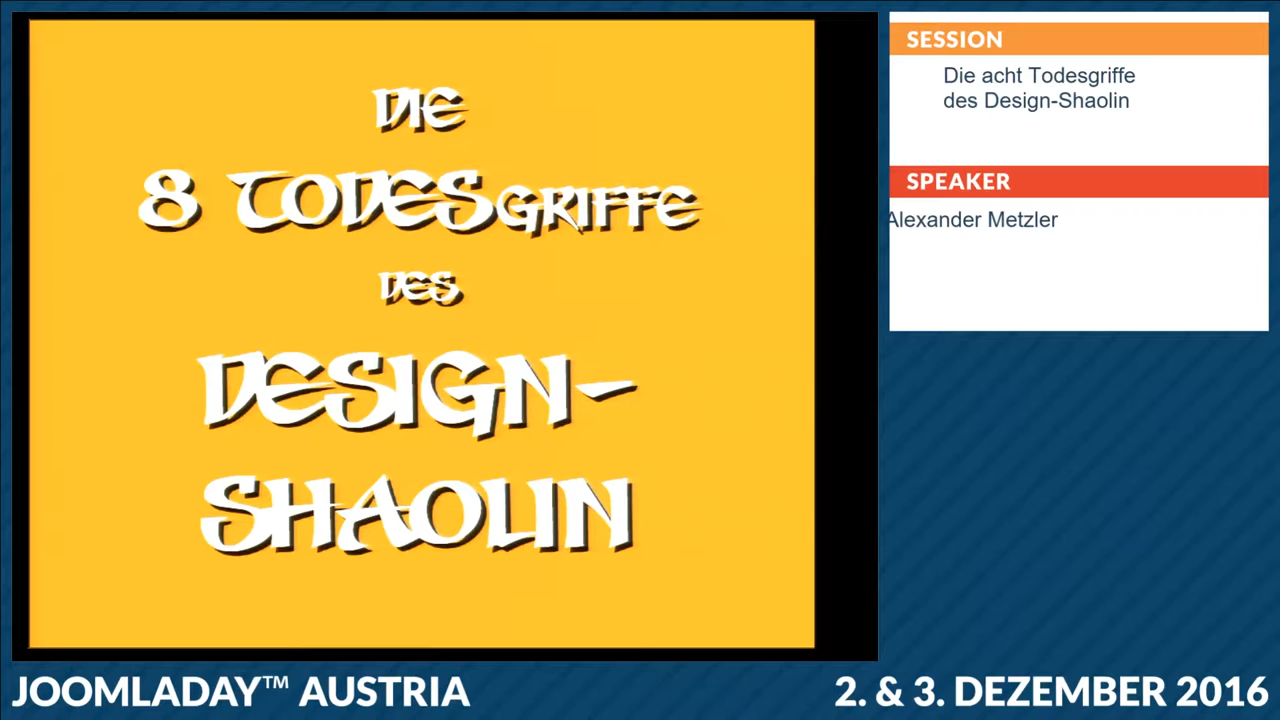 DIE
8 TODESGRIFFE
DES
DESIGN-
SHAOLIN
SESSION
Die acht Todesgriffe
des Design-Shaolin
SPEAKER
Alexander Metzler
JOOMLADAY™ AUSTRIA
2. & 3. DEZEMBER 2016